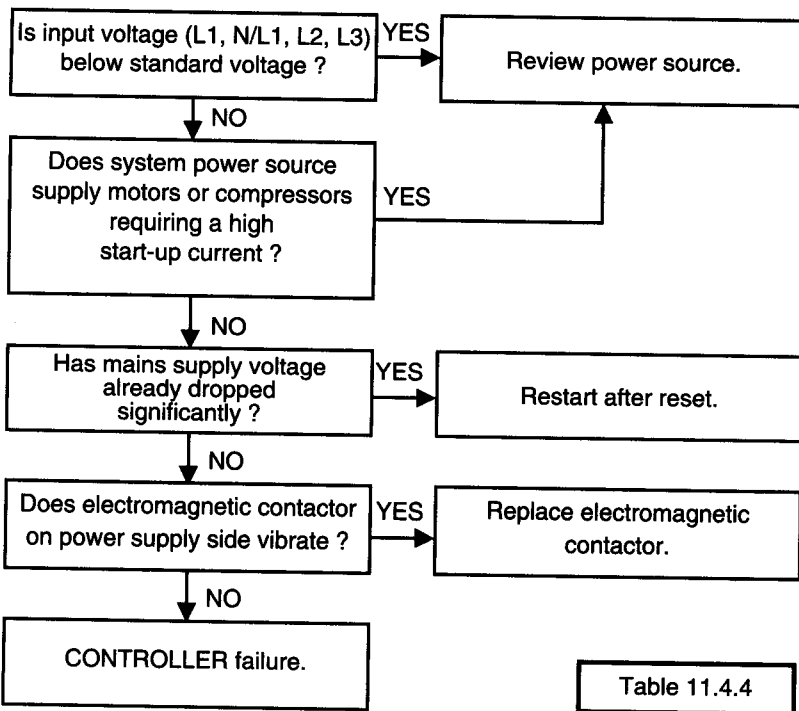 Is input voltage (L1, N/L1, L2, L3)
below standard voltage ?
YES
Review power source.
NO
Does system power source
supply motors or compressors
requiring a high
start-up current ?
YES
NO
Has mains supply voltage
already dropped
significantly ?
YES
Restart after reset.
NO
Does electromagnetic contactor
on power supply side vibrate ?
YES
Replace electromagnetic
contactor.
NO
CONTROLLER failure.
Table 11.4.4